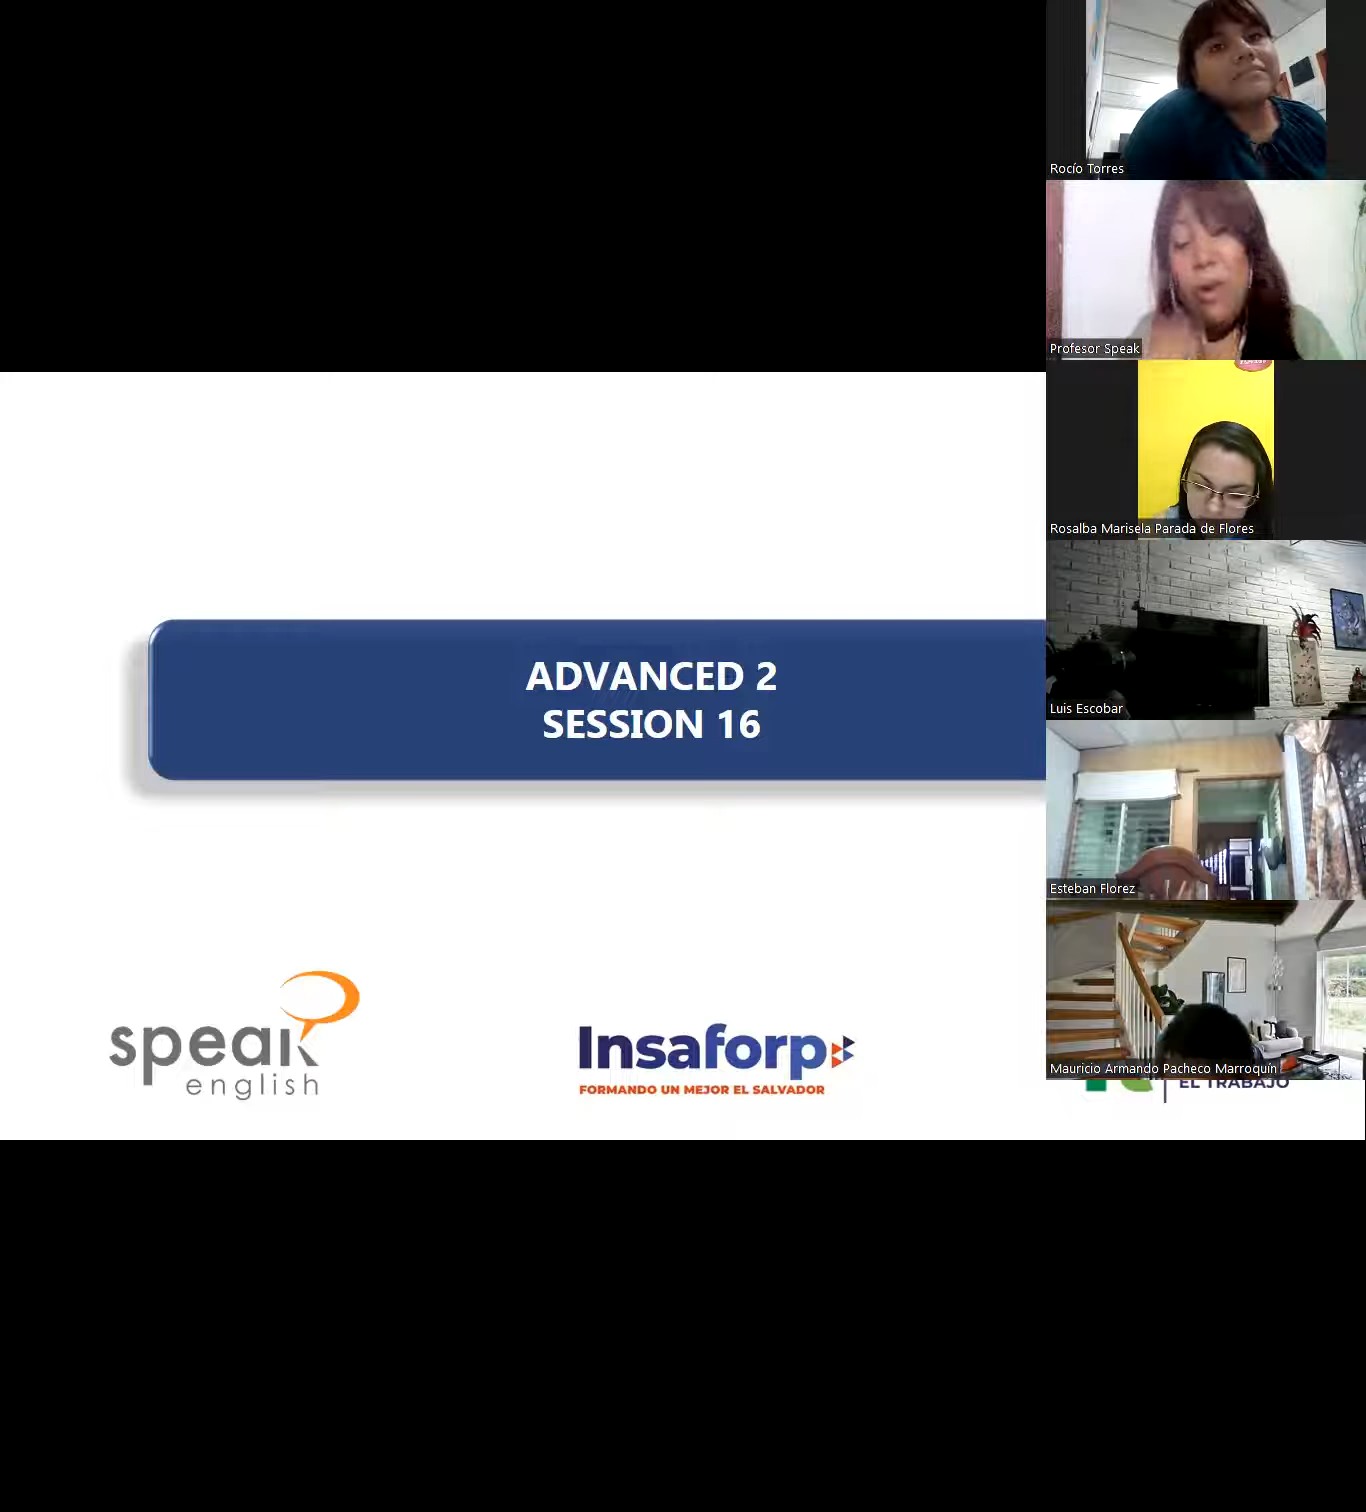 Rocío Torres
Profesor Speak
Rosalba Marisela Parada de Flores
Luis Escobar
Esteban Florez
Mauricio Armando Pacheco Marroquín
ADVANCED 2
SESSION 16
speak
english
Insaforp
FORMANDO UN MEJOR EL SALVADOR
EL TRABAJO